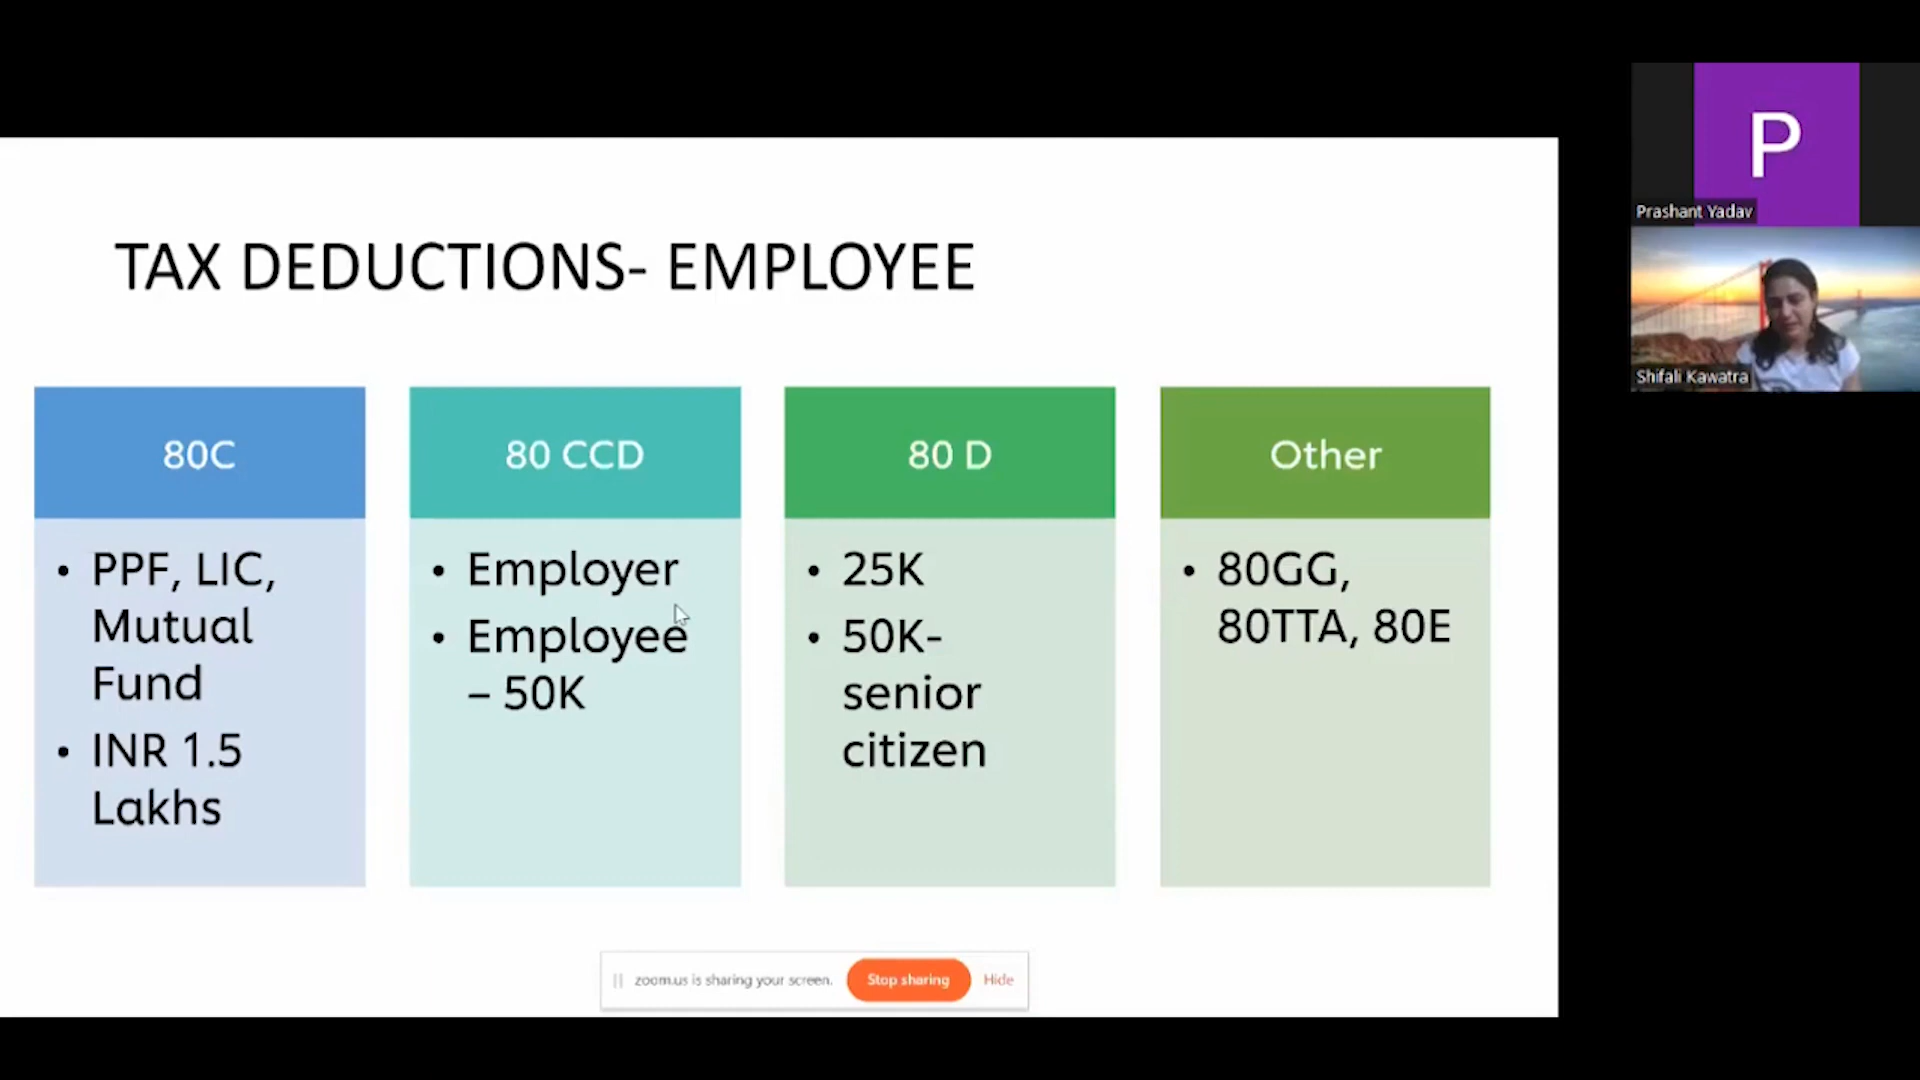 TAX DEDUCTIONS- EMPLOYEE
80C
• PPF, LIC,
Mutual
Fund
• INR 1.5
Lakhs
80 CCD
• Employer
• Employee
– 50K
80 D
• 25K
• 50K-
senior
citizen
Other
• 80GG,
80TTA, 80E
zoom.us is sharing your screen.
Stop sharing
Hide
P
Prashant Yadav
Shifali Kawatra